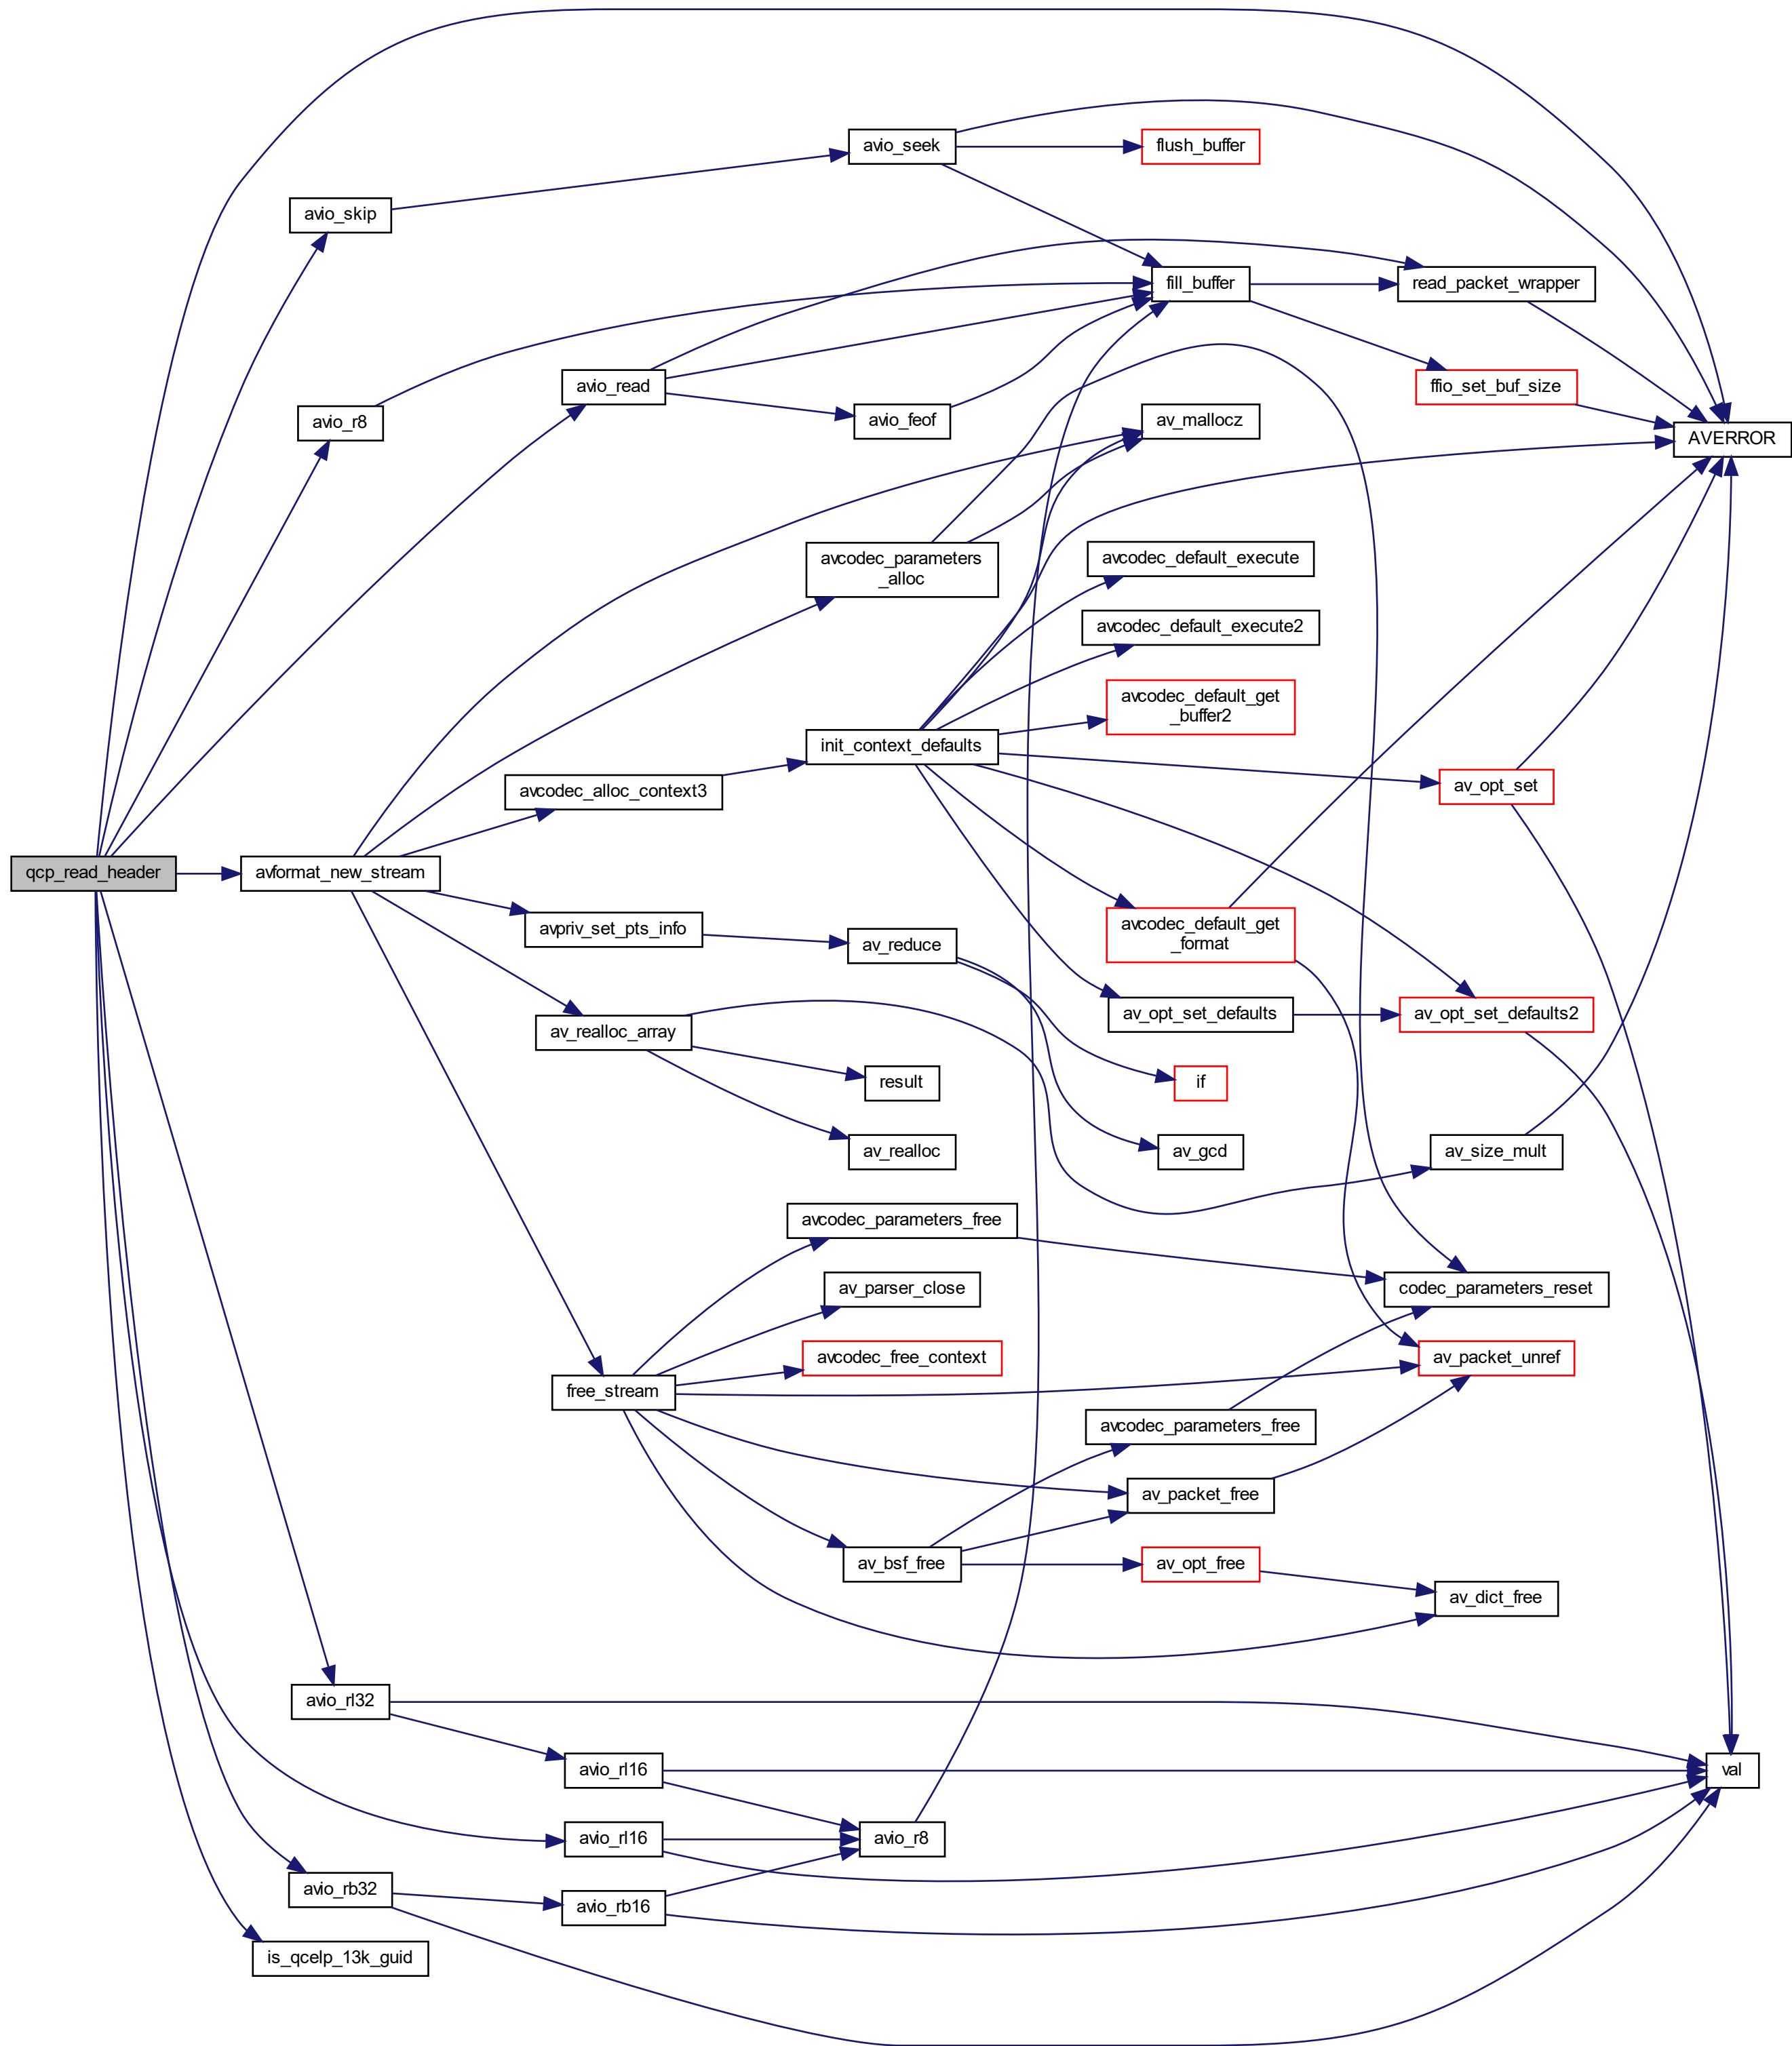 avio_seek
flush_buffer
avio_skip
fill_buffer
read_packet_wrapper
avio_read
ffio_set_buf_size
avio_r8
avio_feof
av_mallocz
AVERROR
avcodec_parameters
_alloc
avcodec_default_execute
avcodec_default_execute2
avcodec_default_get
_buffer2
init_context_defaults
avcodec_alloc_context3
av_opt_set
qcp_read_header
avformat_new_stream
avpriv_set_pts_info
av_reduce
avcodec_default_get
_format
av_opt_set_defaults
av_opt_set_defaults2
av_realloc_array
result
if
av_realloc
av_gcd
av_size_mult
avcodec_parameters_free
av_parser_close
codec_parameters_reset
avcodec_free_context
av_packet_unref
free_stream
avcodec_parameters_free
av_packet_free
av_bsf_free
av_opt_free
av_dict_free
avio_rl32
avio_rl16
val
avio_rl16
avio_r8
avio_rb32
avio_rb16
is_qcelp_13k_guid